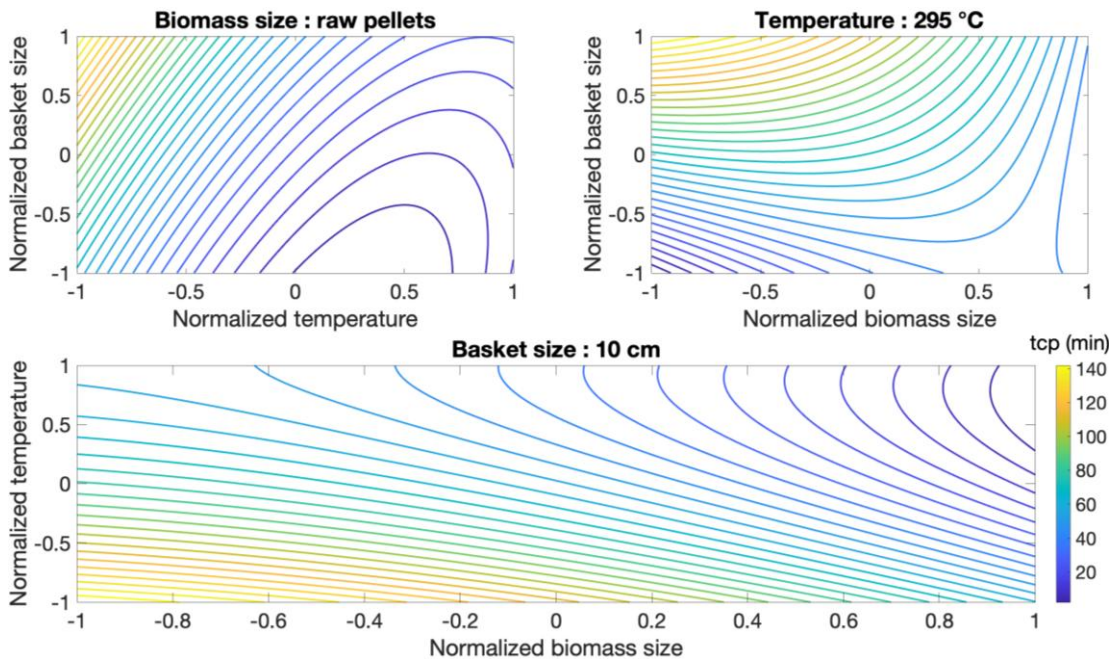 Biomass size : raw pellets
1
0.5
0
-0.5
-1
Normalized basket size
-1 -0.5 0 0.5 1
Normalized temperature
Temperature : 295 °C
1
0.5
0
-0.5
-1
Normalized basket size
-1 -0.5 0 0.5 1
Normalized biomass size
Basket size : 10 cm
1
0.5
0
-0.5
-1
Normalized temperature
-1 -0.8 -0.6 -0.4 -0.2 0 0.2 0.4 0.6 0.8 1
Normalized biomass size
tcp (min)
140
120
100
80
60
40
20